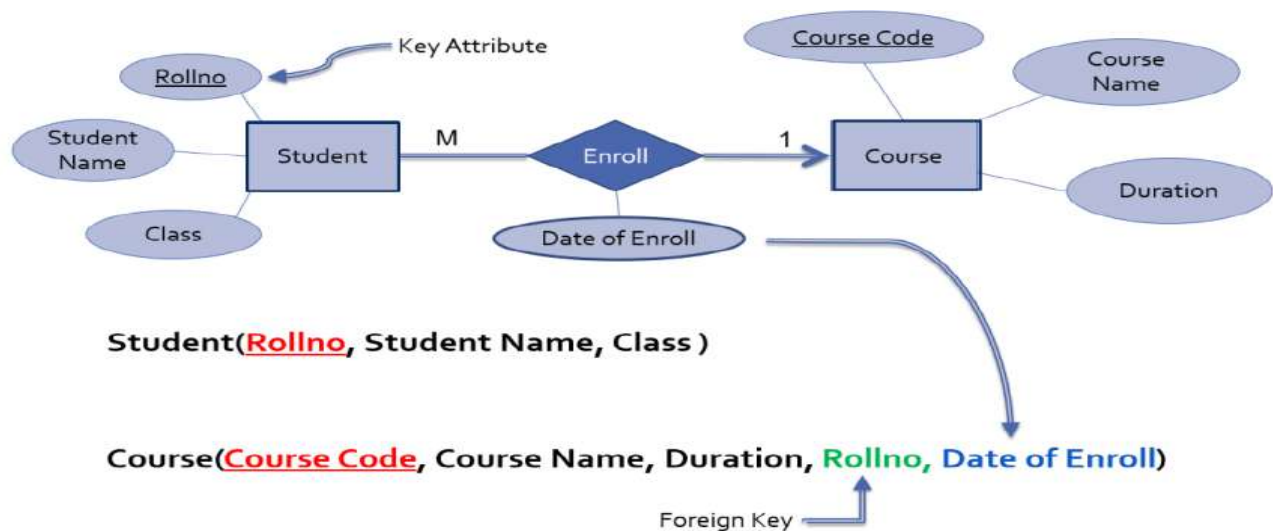 Key Attribute
Rollno
Student
Name
Class
Student
M
Enroll
Date of Enroll
1
Course
Course Code
Course
Name
Duration
Student(Rollno, Student Name, Class )
Course(Course Code, Course Name, Duration, Rollno, Date of Enroll)
Foreign Key